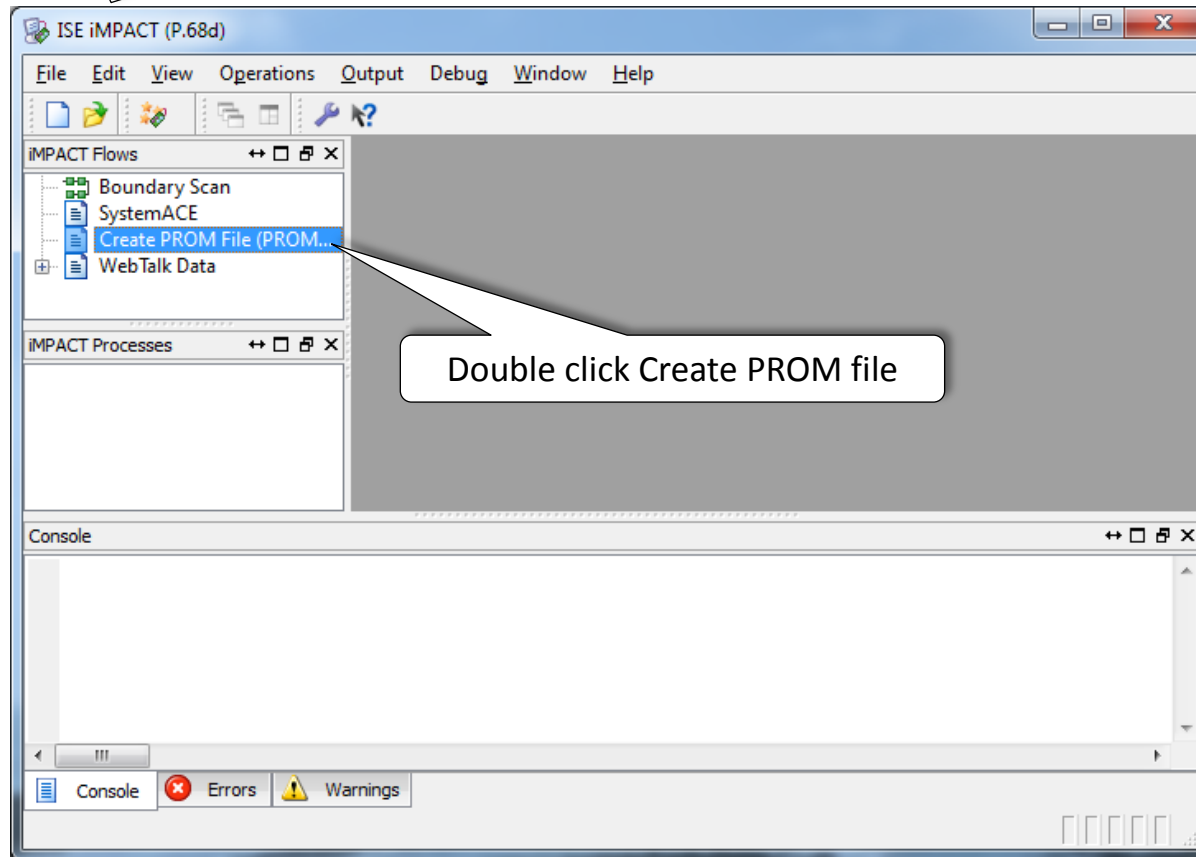 ISE iMPACT (P.68d)
File Edit View Operations Output Debug Window Help
iMPACT Flows
Boundary Scan
SystemACE
Create PROM File (PROM...
WebTalk Data
iMPACT Processes
Double click Create PROM file
Console
Console Errors Warnings